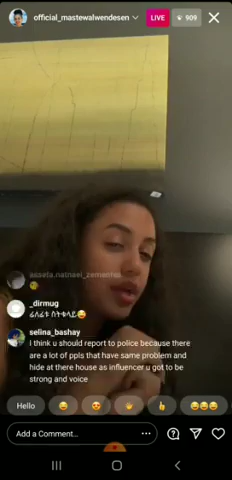 official_mastewalwendesen
LIVE
909
_dirmug
selina_bashay
I think u should report to police because there
are a lot of ppls that have same problem and
hide at there house as influencer u got to be
strong and voice
Hello
Add a Comment...